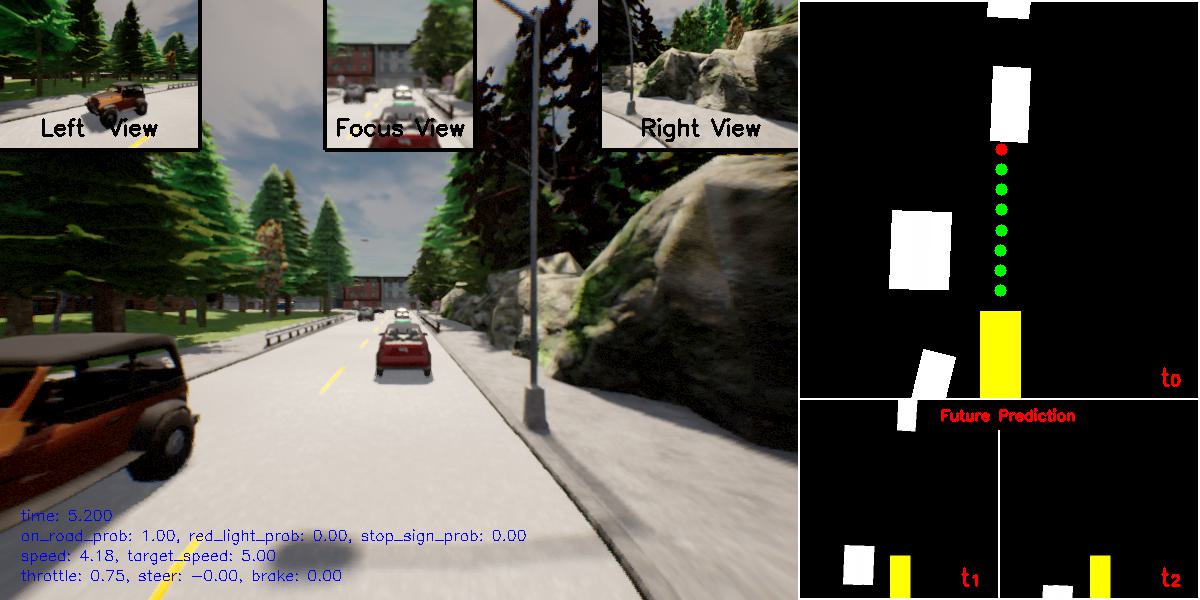 Left View
Focus View
Right View
t0
Future Prediction
t1
t2
time: 5.200
on_road_prob: 1.00, red_light_prob: 0.00, stop_sign_prob: 0.00
speed: 4.18, target_speed: 5.00
throttle: 0.75, steer: -0.00, brake: 0.00